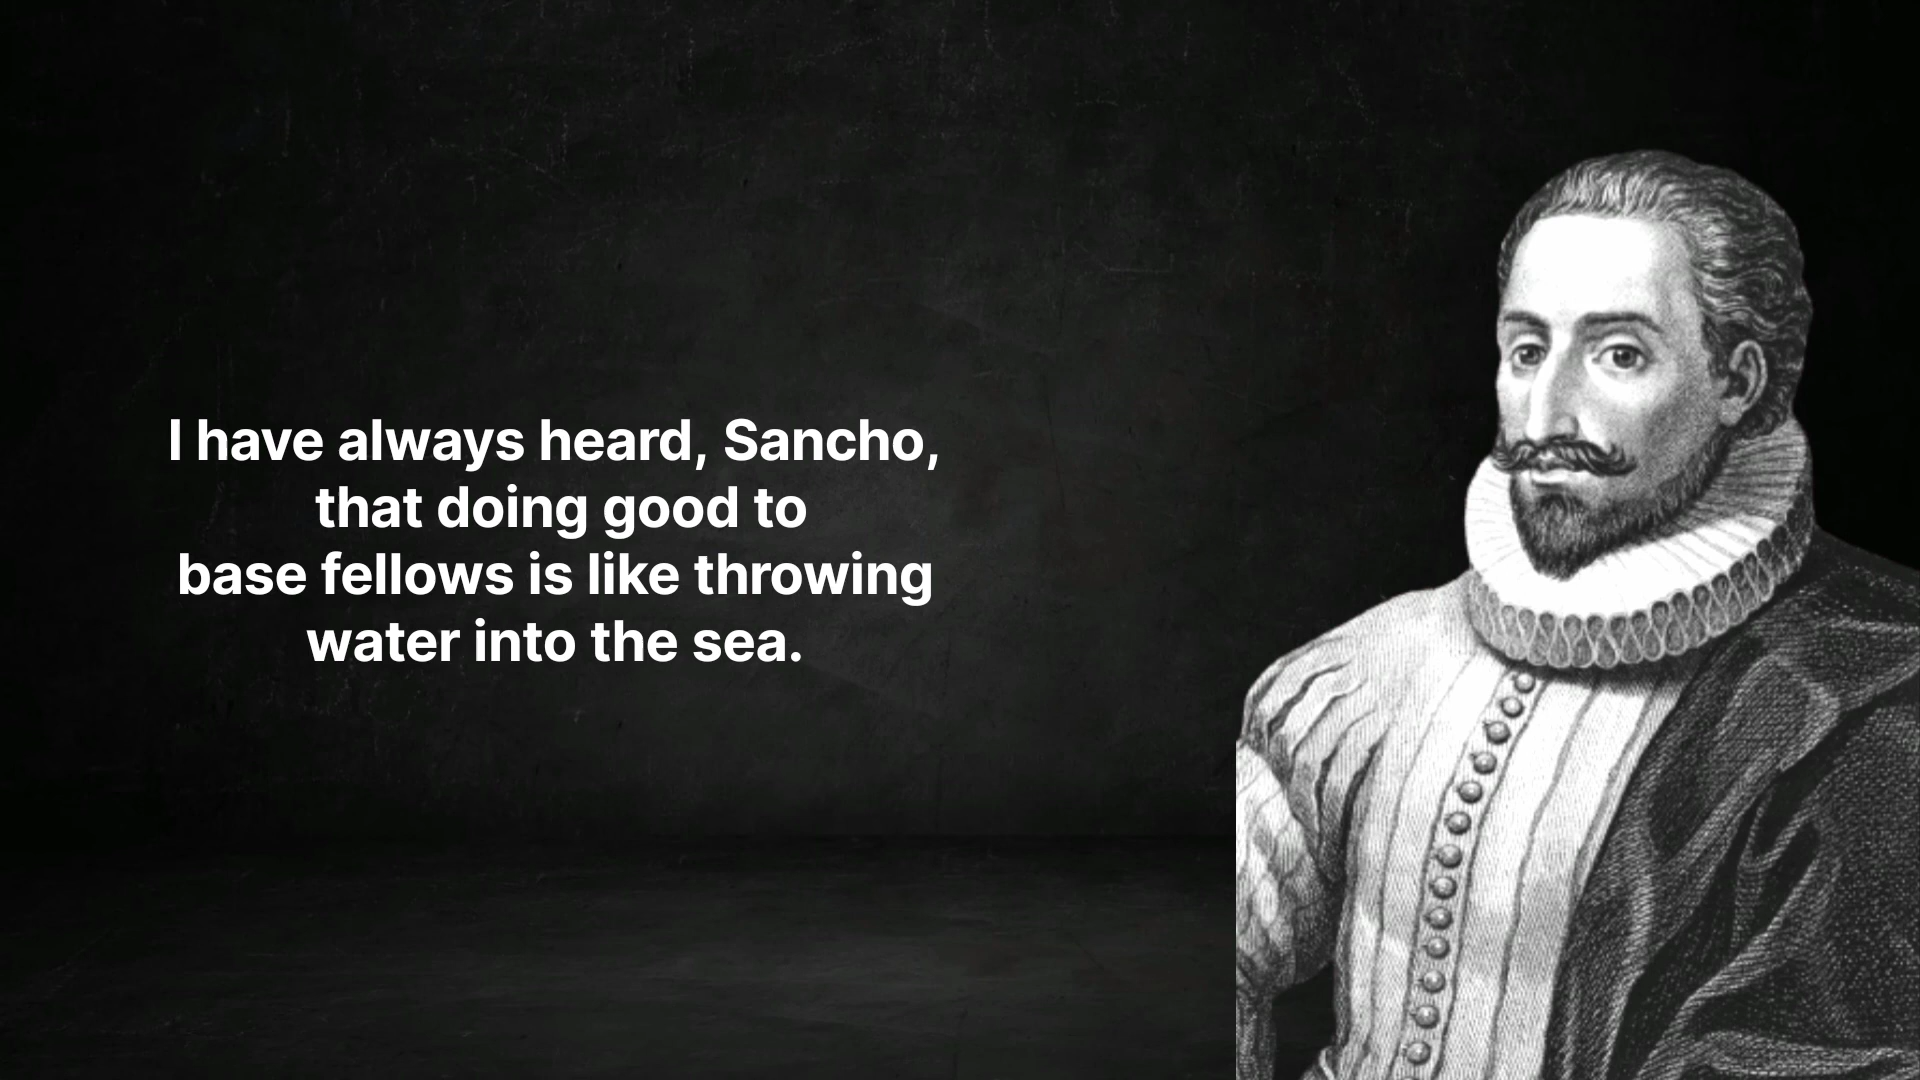 I have always heard, Sancho,
that doing good to
base fellows is like throwing
water into the sea.